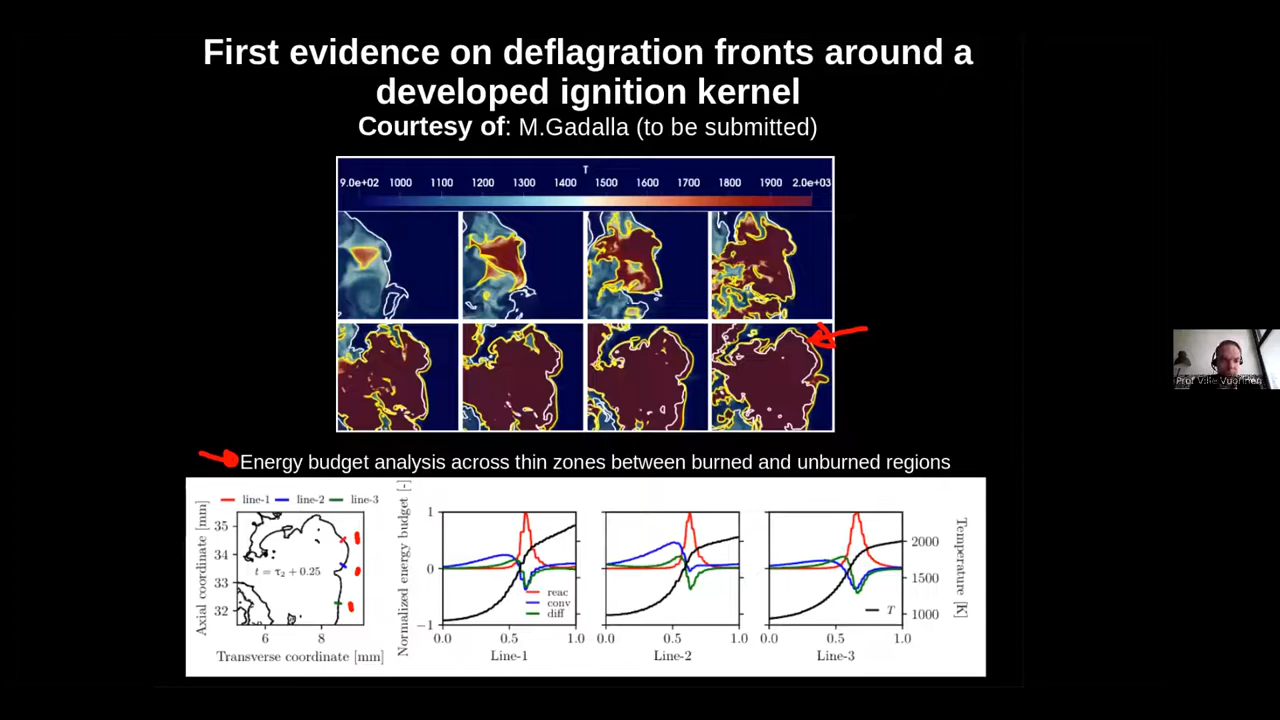 First evidence on deflagration fronts around a
developed ignition kernel
Courtesy of: M.Gadalla (to be submitted)
T
9.0e+02 1000 1100 1200 1300 1400 1500 1600 1700 1800 1900 2.0e+03
Energy budget analysis across thin zones between burned and unburned regions
line-1 line-2 line-3
Axial coordinate [mm]
35
34
33
32
t = τ₂ + 0.25
6 8
Transverse coordinate [mm]
Normalized energy budget [-]
1
0
−1
reac
conv
diff
0.0 0.5 1.0
Line-1
0.0 0.5 1.0
Line-2
T
0.0 0.5 1.0
Line-3
2000
1500
1000
Temperature [K]
Prof Ville Vuorinen